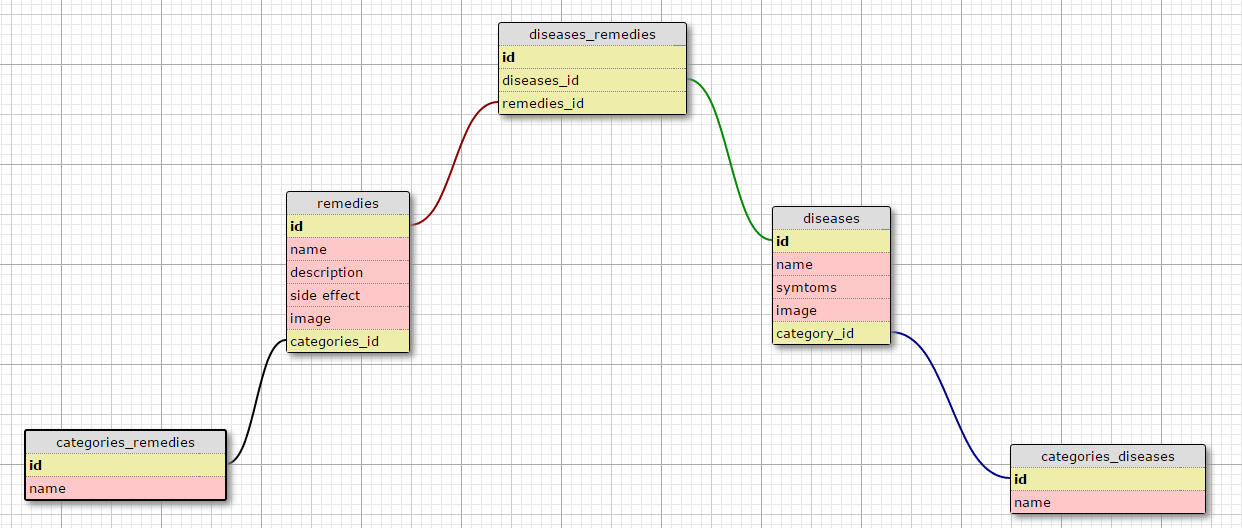 diseases_remedies
id
diseases_id
remedies_id
remedies
id
name
description
side effect
image
categories_id
diseases
id
name
symtoms
image
category_id
categories_remedies
id
name
categories_diseases
id
name